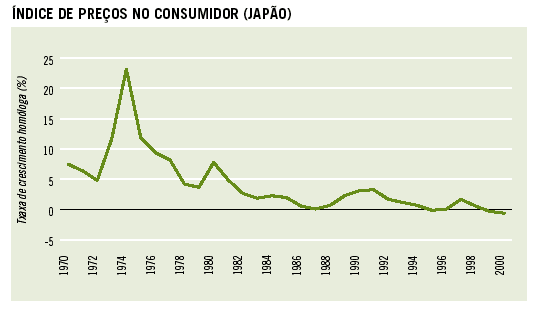 ÍNDICE DE PREÇOS NO CONSUMIDOR (JAPÃO)
Traxa de crescimento homóloga (%)
25
20
15
10
5
0
-5
1970 1972 1974 1976 1978 1980 1982 1984 1986 1988 1990 1992 1994 1996 1998 2000